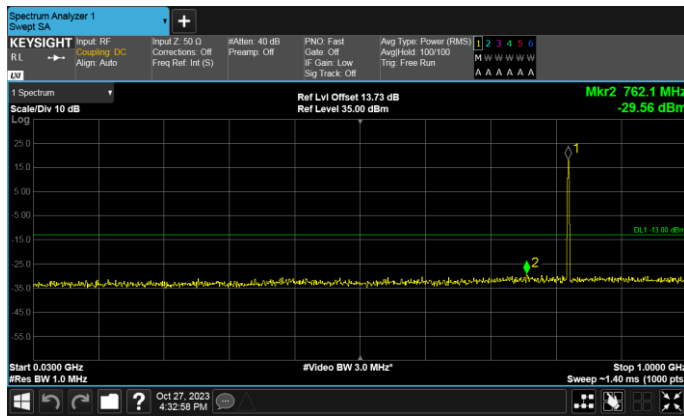 Spectrum Analyzer 1
Swept SA
+
KEYSIGHT Input: RF Input Z: 50 Ω #Atten: 40 dB PNO: Fast Avg Type: Power (RMS) 1 2 3 4 5 6
RL Coupling: DC Corrections: Off Preamp: Off Gate: Off Avg|Hold: 100/100 M W W W W W
Align: Auto Freq Ref: Int (S) IF Gain: Low Trig: Free Run
LXI Sig Track: Off A A A A A A
1 Spectrum Ref Lvl Offset 13.73 dB Mkr2 762.1 MHz
Scale/Div 10 dB Ref Level 35.00 dBm -29.56 dBm
Log
25.0
1
15.0
5.00
-5.00
DL1 -13.00 dBm
-15.0
2
-25.0
-35.0
-45.0
-55.0
Start 0.0300 GHz #Video BW 3.0 MHz* Stop 1.0000 GHz
#Res BW 1.0 MHz Sweep ~1.40 ms (1000 pts)
? Oct 27, 2023
4:32:58 PM